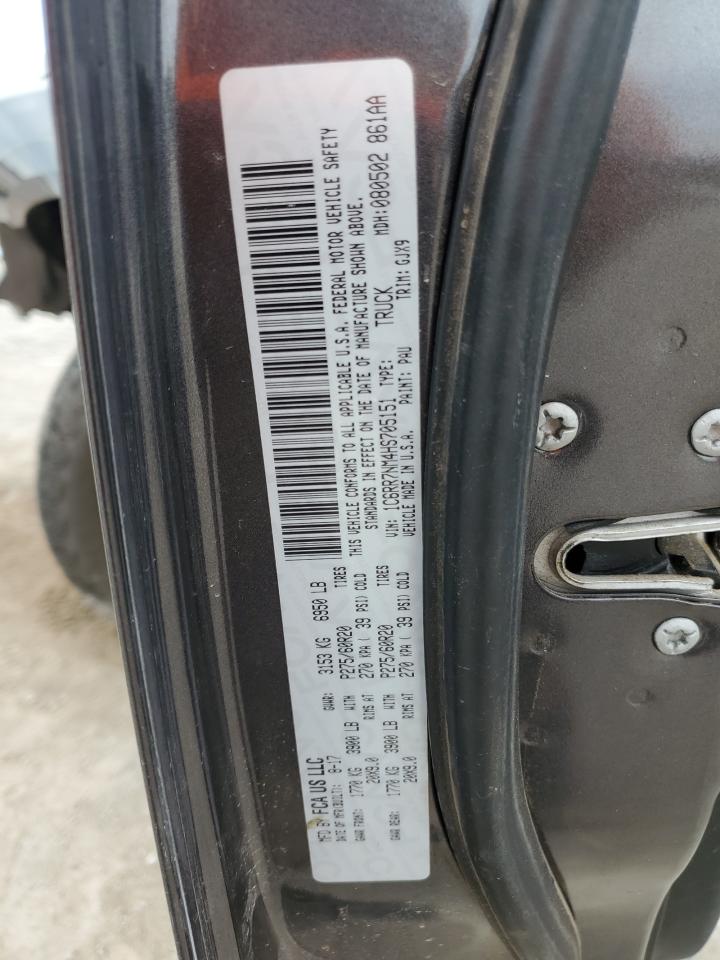 MFD BY FCA US LLC
DATE OF MFR(BUILT): 8-17 GVWR: 3153 KG 6950 LB
GAWR FRONT: 1770 KG 3900 LB WITH P275/60R20 TIRES
20X9.0 RIMS AT 270 KPA ( 39 PSI) COLD
GAWR REAR: 1770 KG 3900 LB WITH P275/60R20 TIRES
20X9.0 RIMS AT 270 KPA ( 39 PSI) COLD
THIS VEHICLE CONFORMS TO ALL APPLICABLE U.S.A. FEDERAL MOTOR VEHICLE SAFETY
STANDARDS IN EFFECT ON THE DATE OF MANUFACTURE SHOWN ABOVE.
VIN: 1C6RR7NM4HS705151 TYPE: TRUCK MDH:080502 861AA
VEHICLE MADE IN U.S.A. PAINT: PAU TRIM: GJX9